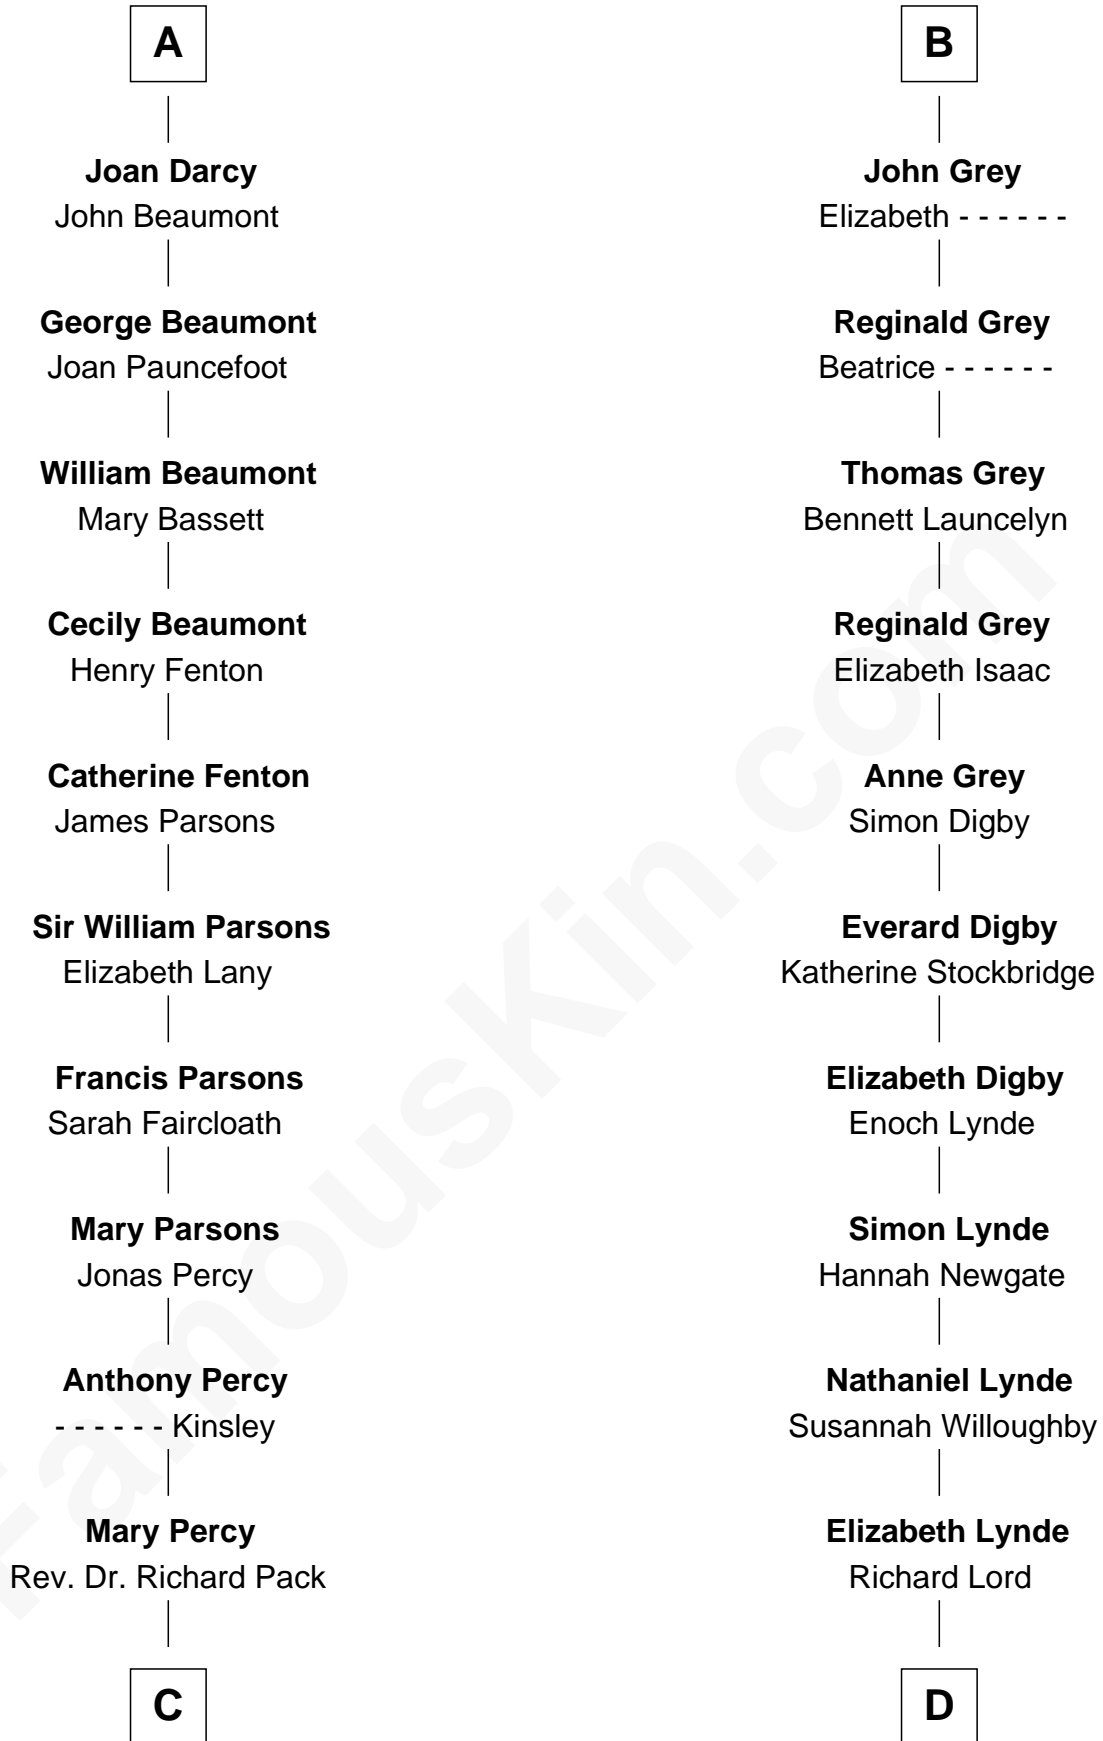 A
Joan Darcy
John Beaumont
George Beaumont
Joan Pauncefoot
William Beaumont
Mary Bassett
Cecily Beaumont
Henry Fenton
Catherine Fenton
James Parsons
Sir William Parsons
Elizabeth Lany
Francis Parsons
Sarah Faircloath
Mary Parsons
Jonas Percy
Anthony Percy
- - - - - - Kinsley
Mary Percy
Rev. Dr. Richard Pack
C
B
John Grey
Elizabeth - - - - - -
Reginald Grey
Beatrice - - - - - -
Thomas Grey
Bennett Launcelyn
Reginald Grey
Elizabeth Isaac
Anne Grey
Simon Digby
Everard Digby
Katherine Stockbridge
Elizabeth Digby
Enoch Lynde
Simon Lynde
Hannah Newgate
Nathaniel Lynde
Susannah Willoughby
Elizabeth Lynde
Richard Lord
D
FamousKin.com